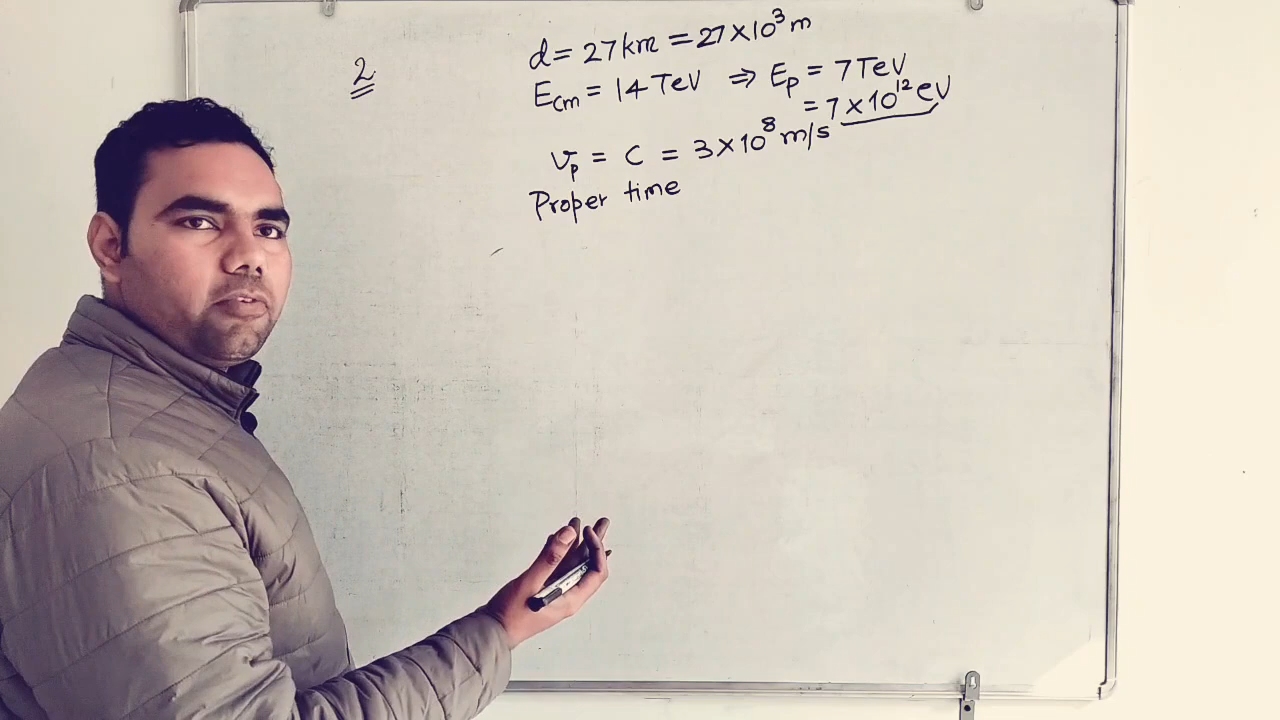 2
d = 27 km = 27×10³ m
E_cm = 14 TeV ⇒ E_p = 7 TeV
= 7×10¹² eV
v_p = c = 3×10⁸ m/s
Proper time